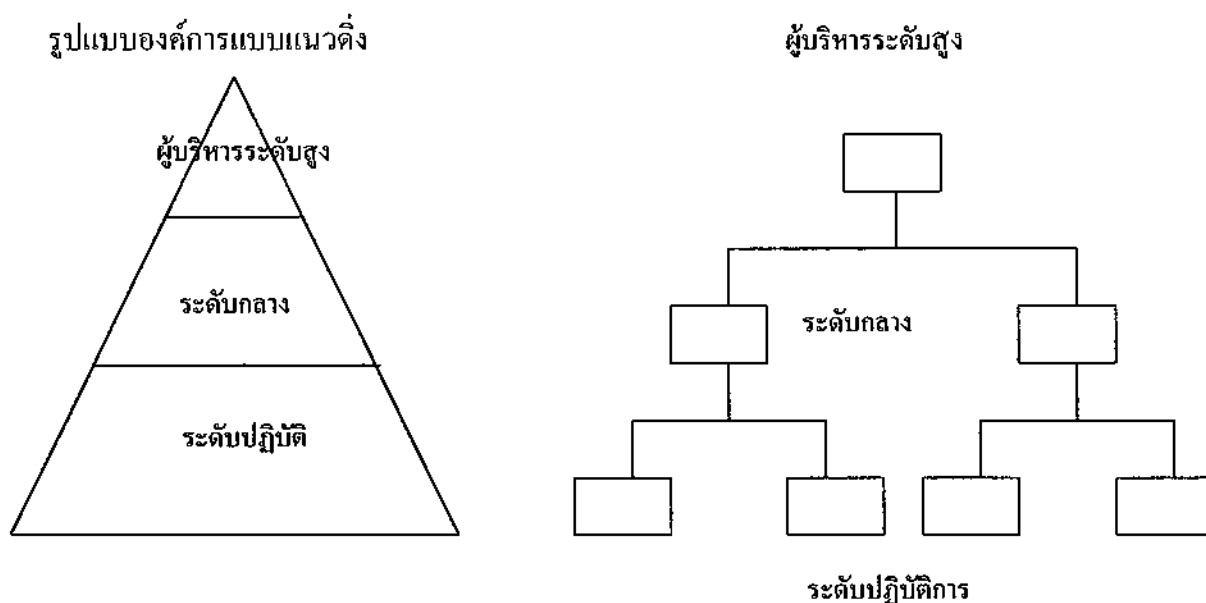 รูปแบบองค์การแบบแนวดิ่ง
ผู้บริหารระดับสูง
ระดับกลาง
ระดับปฏิบัติ
ผู้บริหารระดับสูง
ระดับกลาง
ระดับปฏิบัติการ